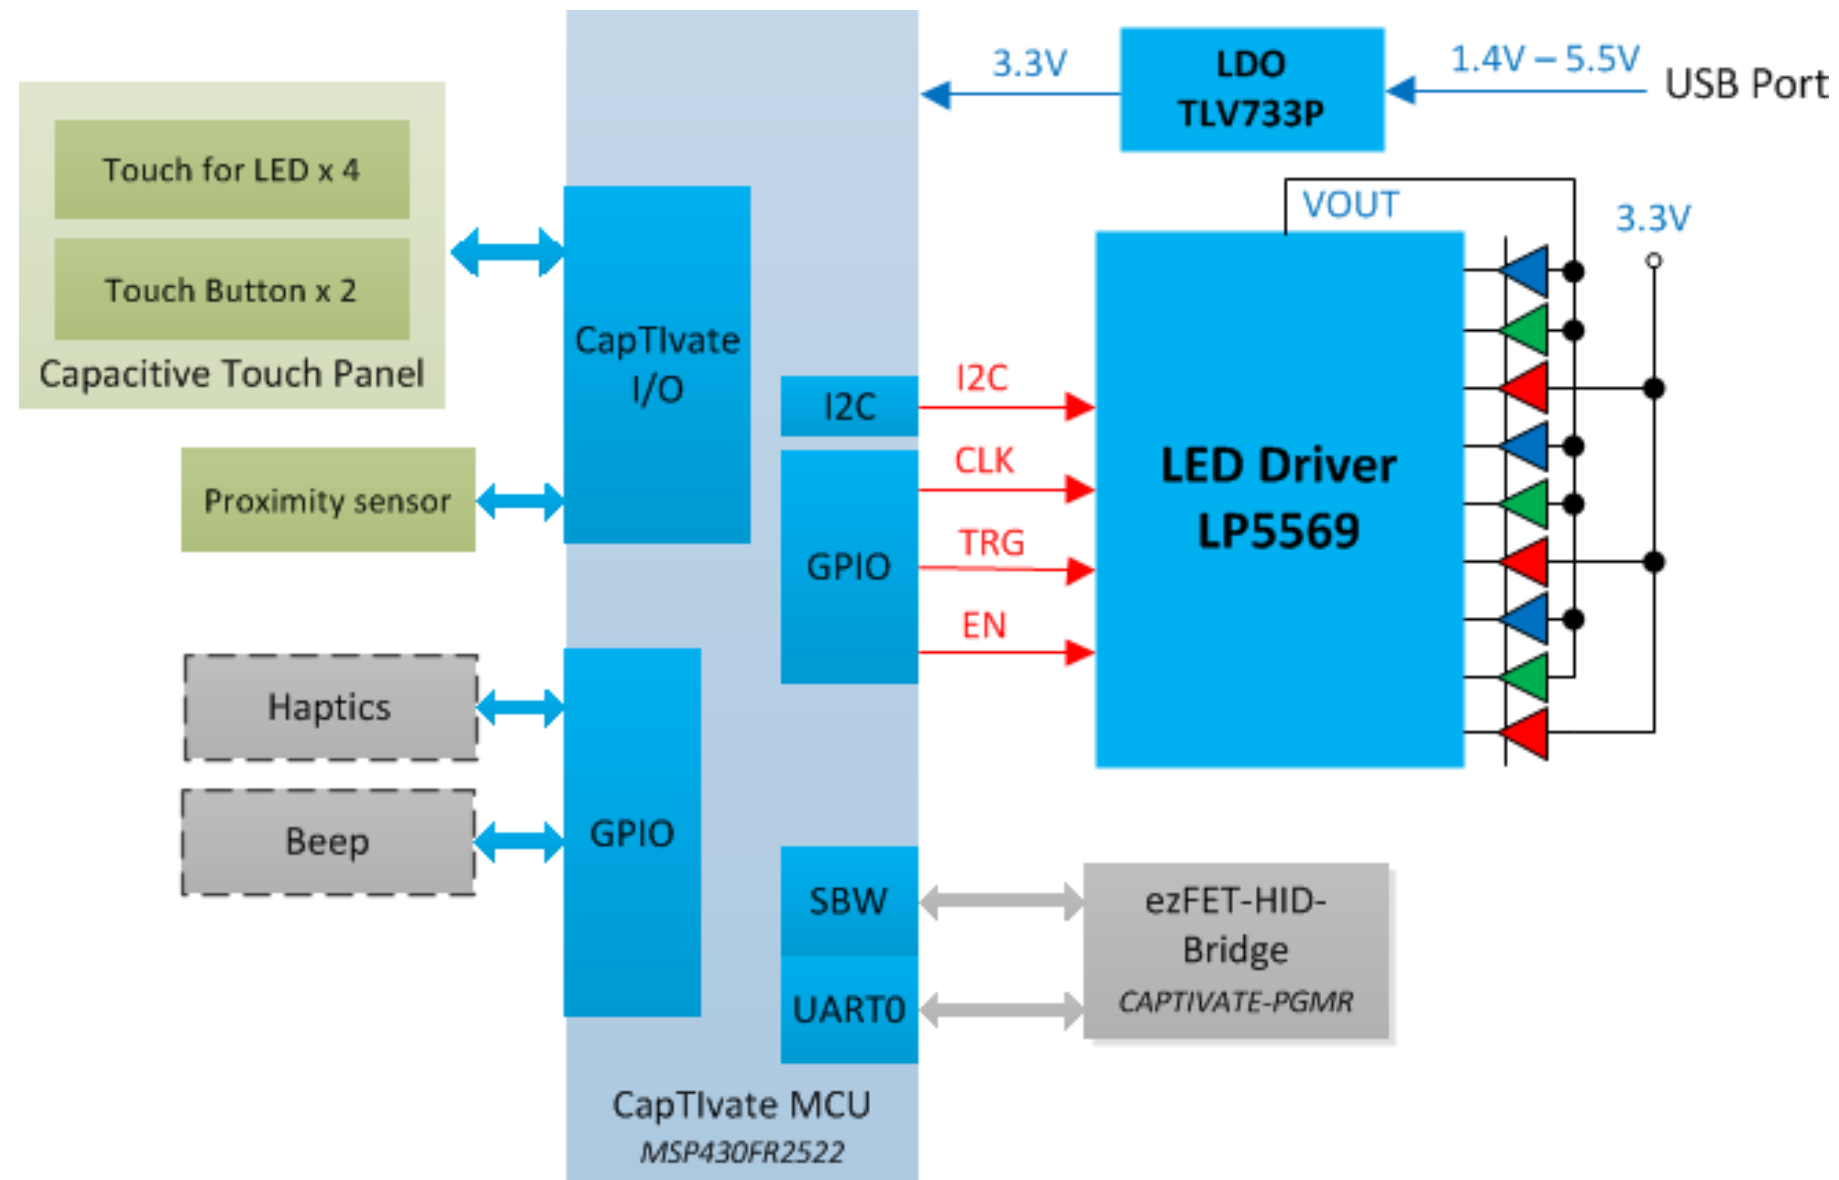 3.3V
LDO
TLV733P
1.4V – 5.5V
USB Port
Touch for LED x 4
Touch Button x 2
Capacitive Touch Panel
Proximity sensor
Haptics
Beep
CapTIvate
I/O
GPIO
I2C
GPIO
SBW
UART0
CapTIvate MCU
MSP430FR2522
I2C
CLK
TRG
EN
VOUT
3.3V
LED Driver
LP5569
ezFET-HID-
Bridge
CAPTIVATE-PGMR